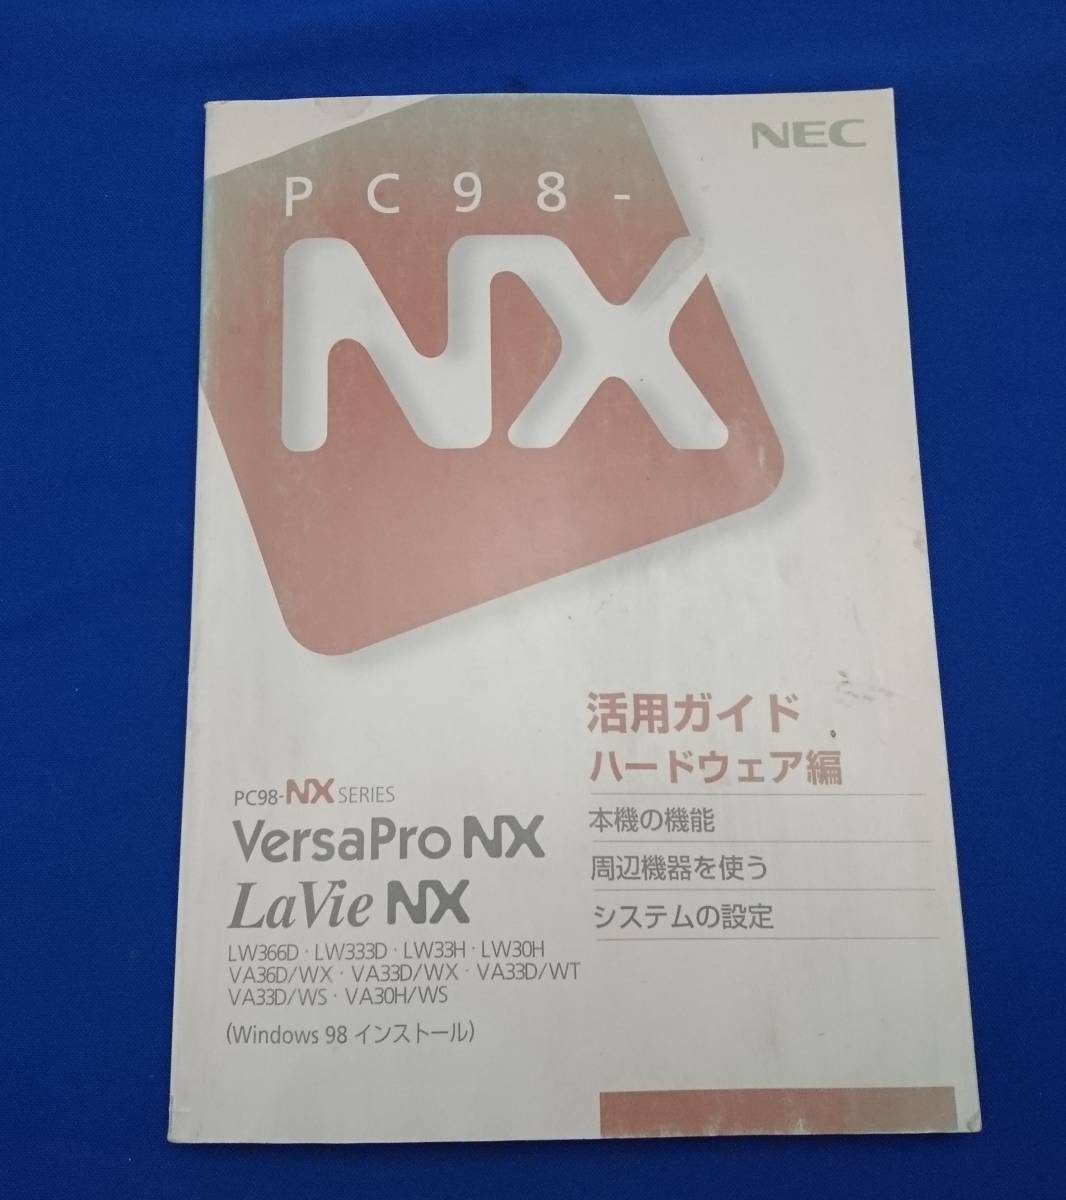 NEC
PC98-
NX
活用ガイド
ハードウェア編
本機の機能
周辺機器を使う
システムの設定
PC98-NX SERIES
VersaPro NX
LaVie NX
LW366D・LW333D・LW33H・LW30H
VA36D/WX・VA33D/WX・VA33D/WT
VA33D/WS・VA30H/WS
(Windows 98 インストール)